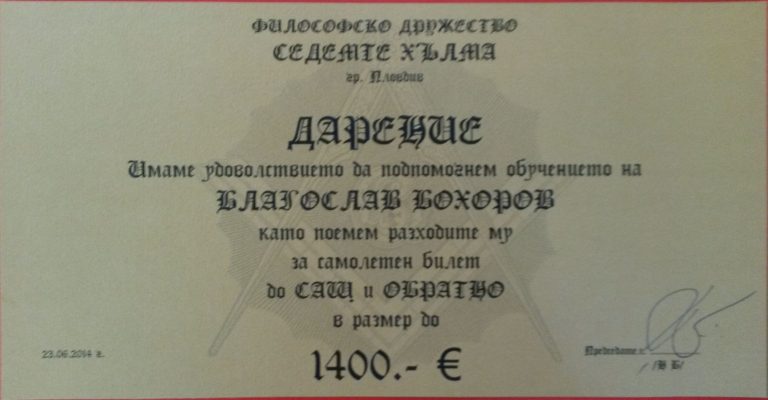 ФИЛОСОФСКО ДРУЖЕСТВО
СЕДЕМТЕ ХЪЛМА
гр. Пловдив
ДАРЕНИЕ
Имаме удоволствието да подпомогнем обучението на
БЛАГОСЛАВ БОХОРОВ
като поемем разходите му
за самолетен билет
до САЩ и ОБРАТНО
в размер до
1400.- €
23.06.2014 г.
Председател:
/В Б/